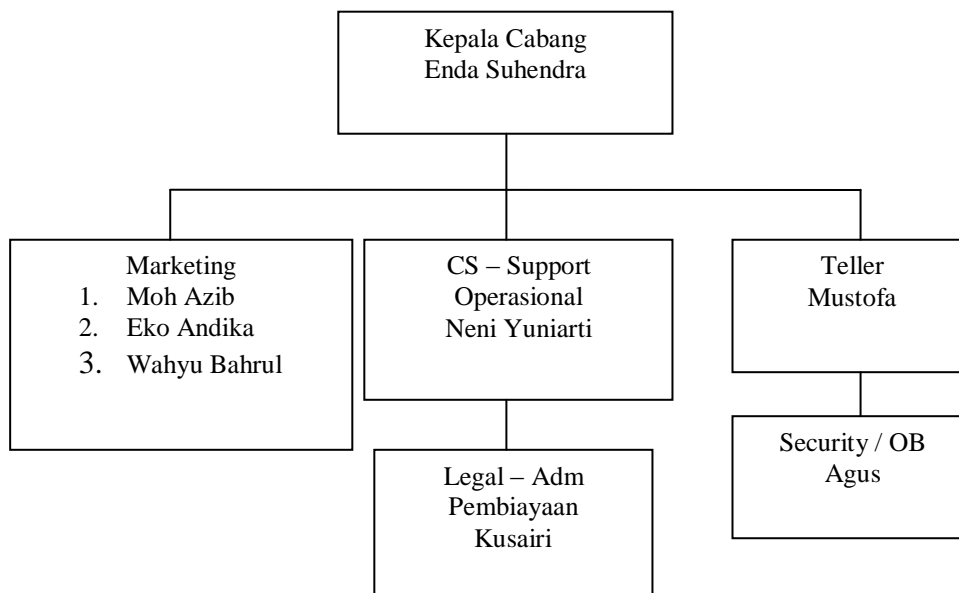 Kepala Cabang
Enda Suhendra
Marketing
1. Moh Azib
2. Eko Andika
3. Wahyu Bahrul
CS – Support
Operasional
Neni Yuniarti
Teller
Mustofa
Legal – Adm
Pembiayaan
Kusairi
Security / OB
Agus